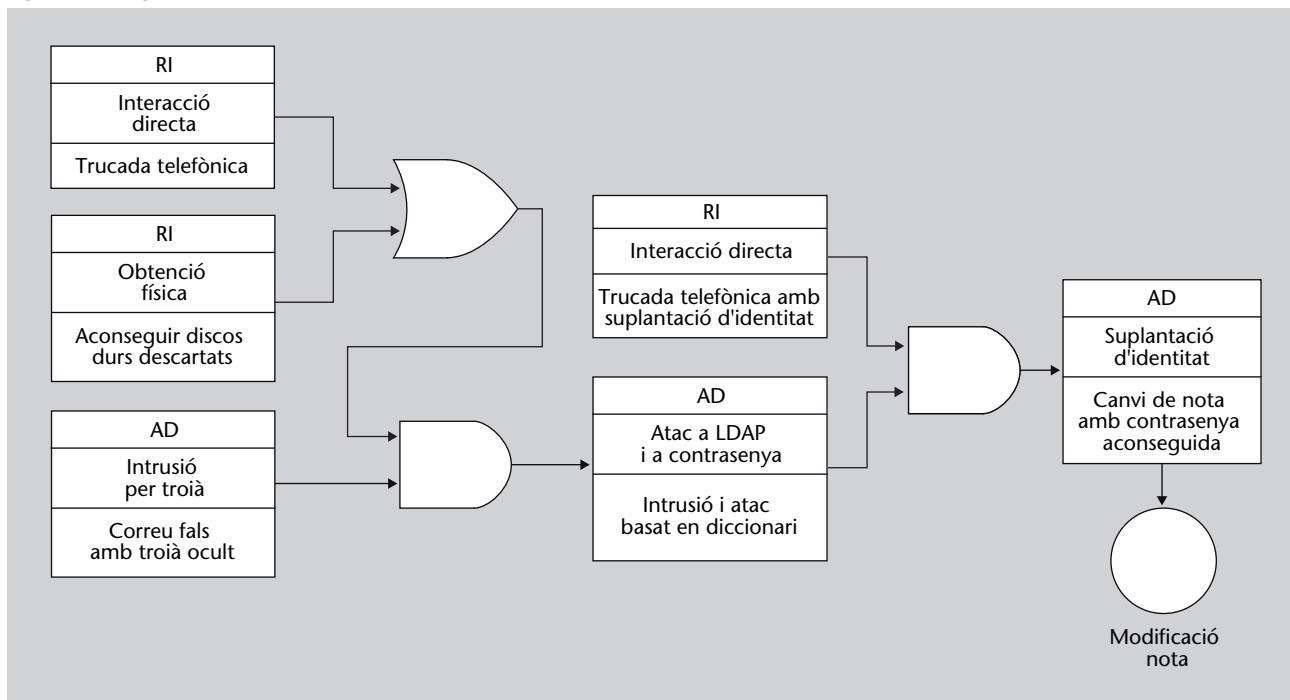 RI
Interacció
directa
Trucada telefònica
RI
Obtenció
física
Aconseguir discos
durs descartats
AD
Intrusió
per troià
Correu fals
amb troià ocult
RI
Interacció directa
Trucada telefònica amb
suplantació d'identitat
AD
Atac a LDAP
i a contrasenya
Intrusió i atac
basat en diccionari
AD
Suplantació
d'identitat
Canvi de nota
amb contrasenya
aconseguida
Modificació
nota